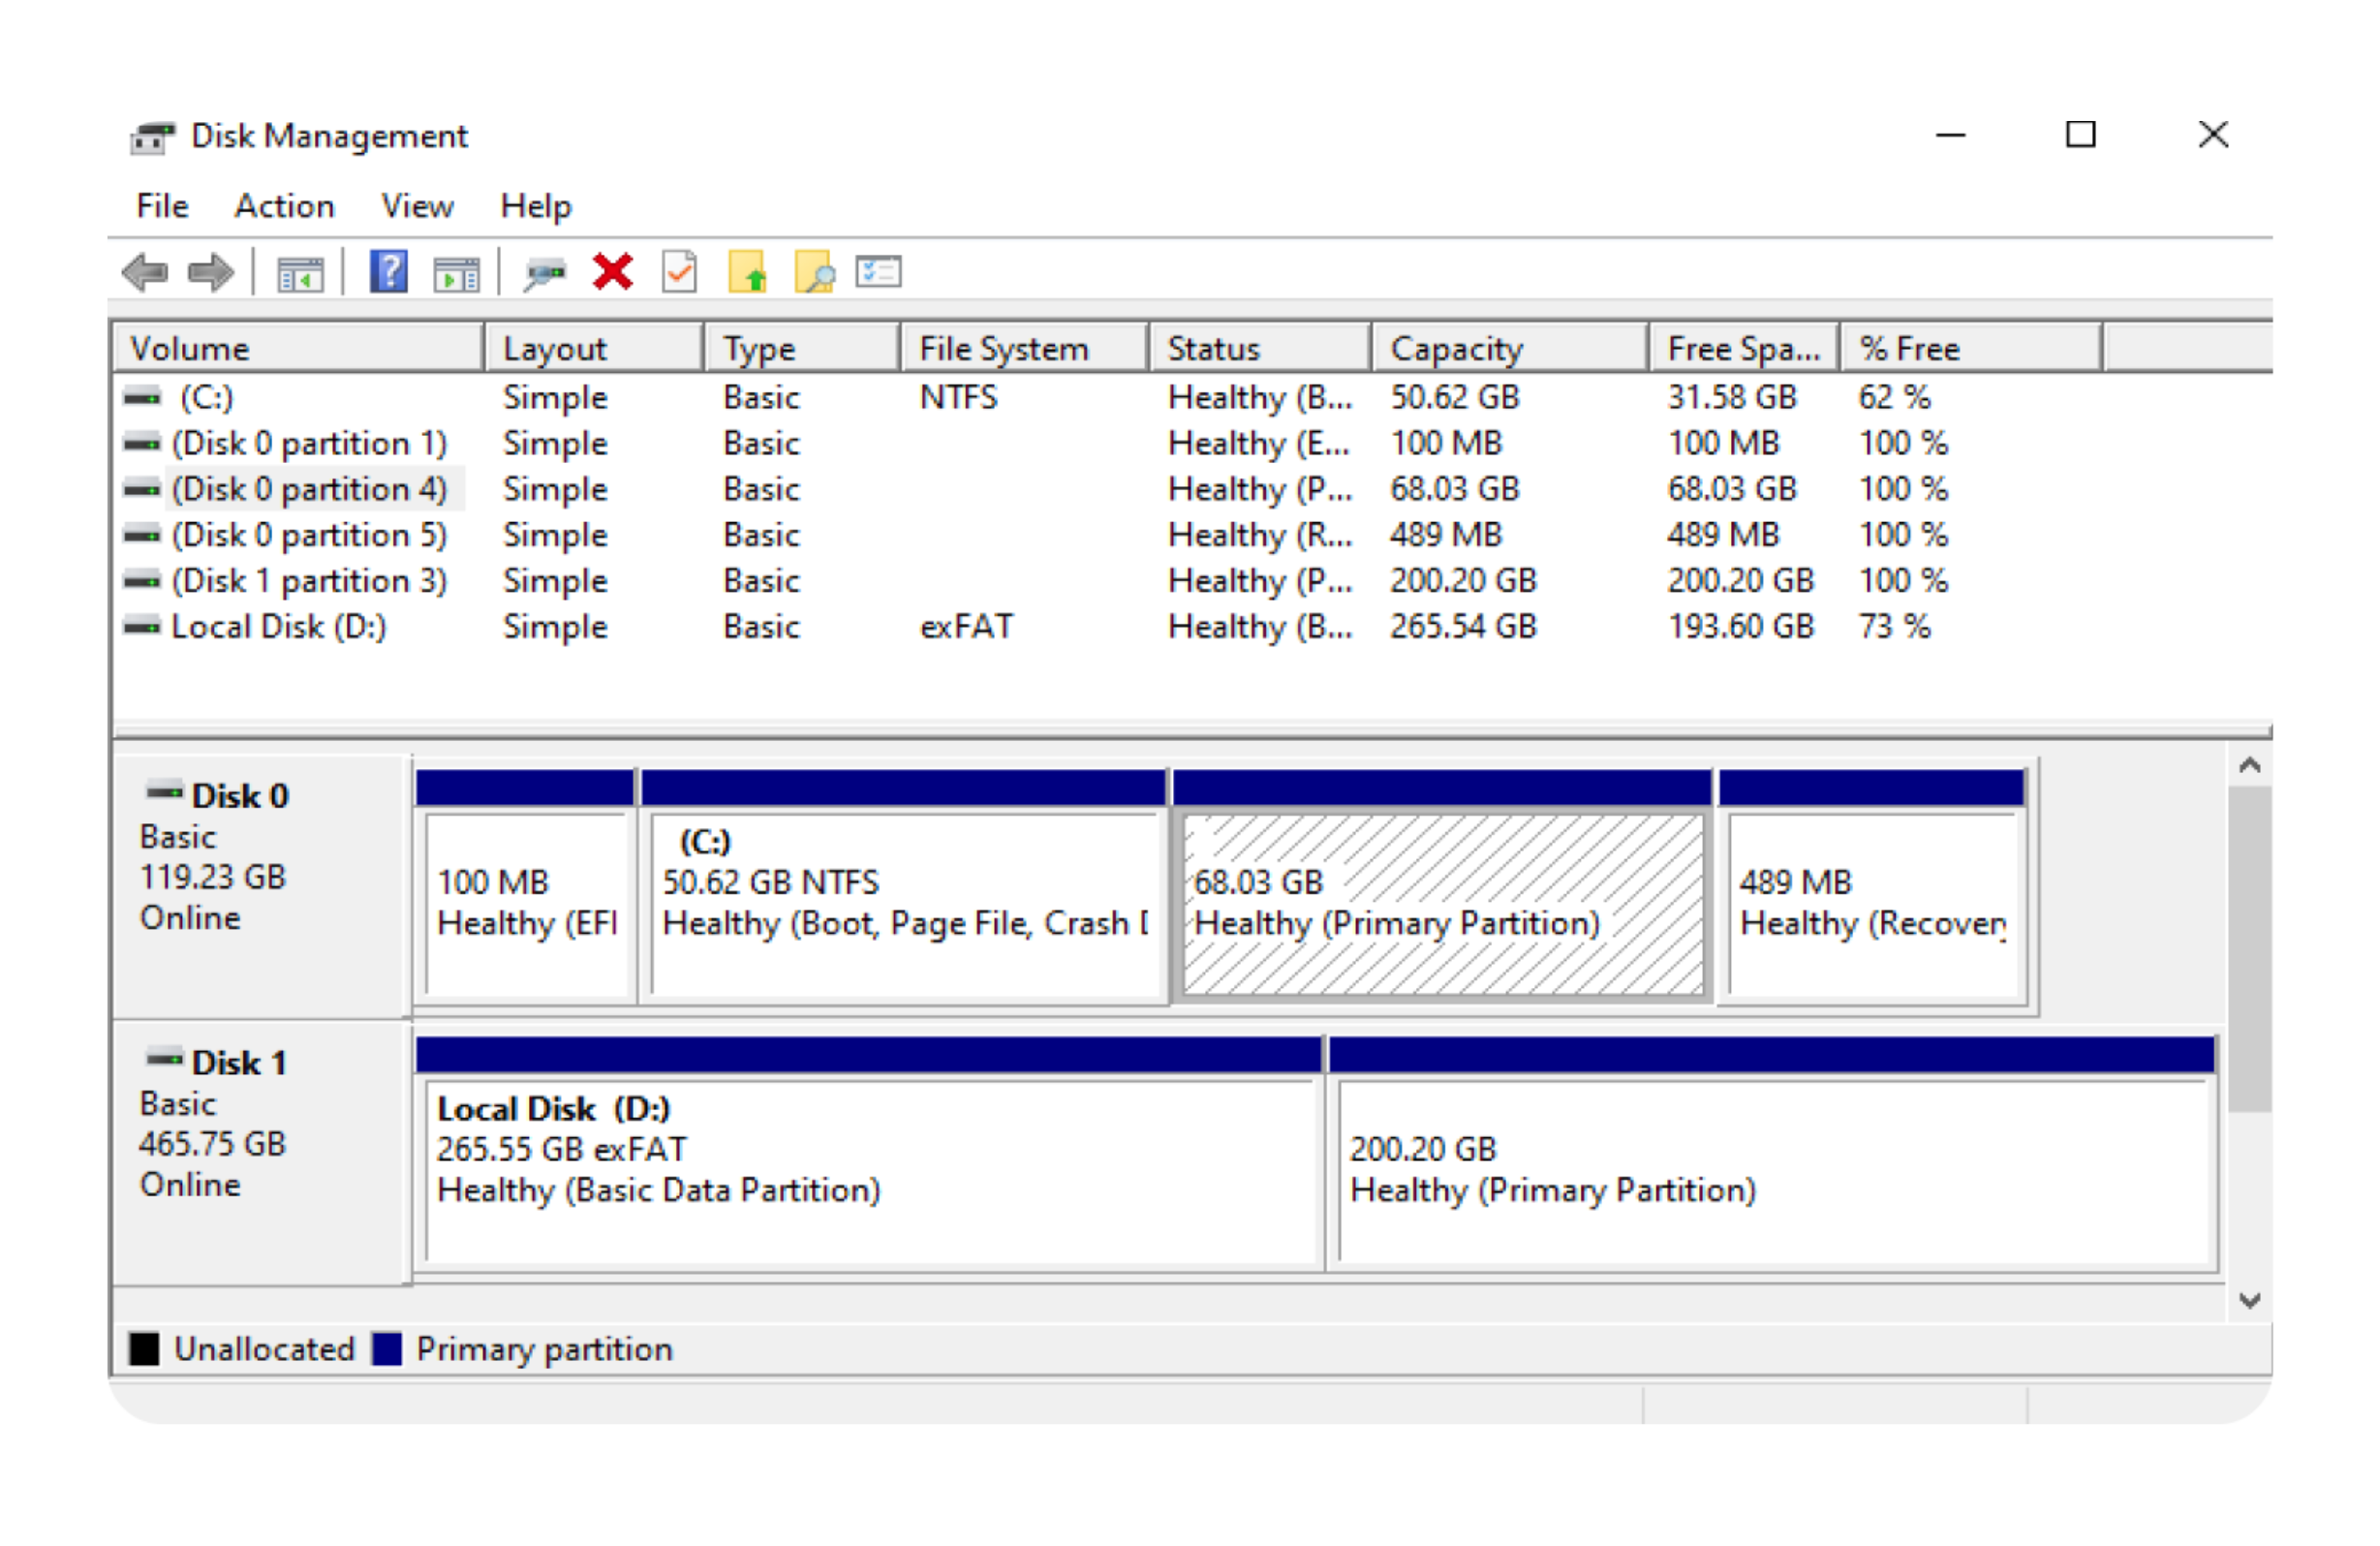 Disk Management
File Action View Help
Volume Layout Type File System Status Capacity Free Spa... % Free
(C:) Simple Basic NTFS Healthy (B... 50.62 GB 31.58 GB 62 %
(Disk 0 partition 1) Simple Basic Healthy (E... 100 MB 100 MB 100 %
(Disk 0 partition 4) Simple Basic Healthy (P... 68.03 GB 68.03 GB 100 %
(Disk 0 partition 5) Simple Basic Healthy (R... 489 MB 489 MB 100 %
(Disk 1 partition 3) Simple Basic Healthy (P... 200.20 GB 200.20 GB 100 %
Local Disk (D:) Simple Basic exFAT Healthy (B... 265.54 GB 193.60 GB 73 %
Disk 0
Basic
119.23 GB
Online
100 MB
Healthy (EFI
(C:)
50.62 GB NTFS
Healthy (Boot, Page File, Crash D
68.03 GB
Healthy (Primary Partition)
489 MB
Healthy (Recovery
Disk 1
Basic
465.75 GB
Online
Local Disk (D:)
265.55 GB exFAT
Healthy (Basic Data Partition)
200.20 GB
Healthy (Primary Partition)
Unallocated Primary partition